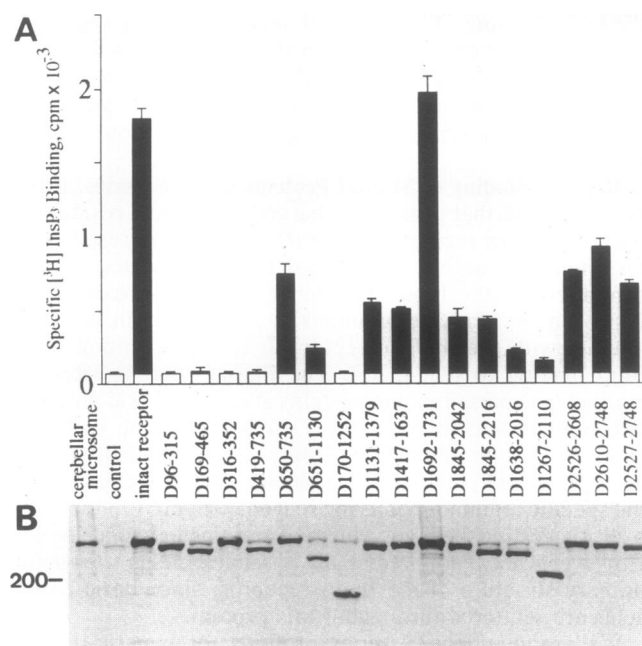 A
Specific [³H] InsP₃ Binding, cpm x 10⁻³
2
1
0
cerebellar microsome
control
intact receptor
D96-315
D169-465
D316-352
D419-735
D650-735
D651-1130
D170-1252
D1131-1379
D1417-1637
D1692-1731
D1845-2042
D1845-2216
D1638-2016
D1267-2110
D2526-2608
D2610-2748
D2527-2748
B
200